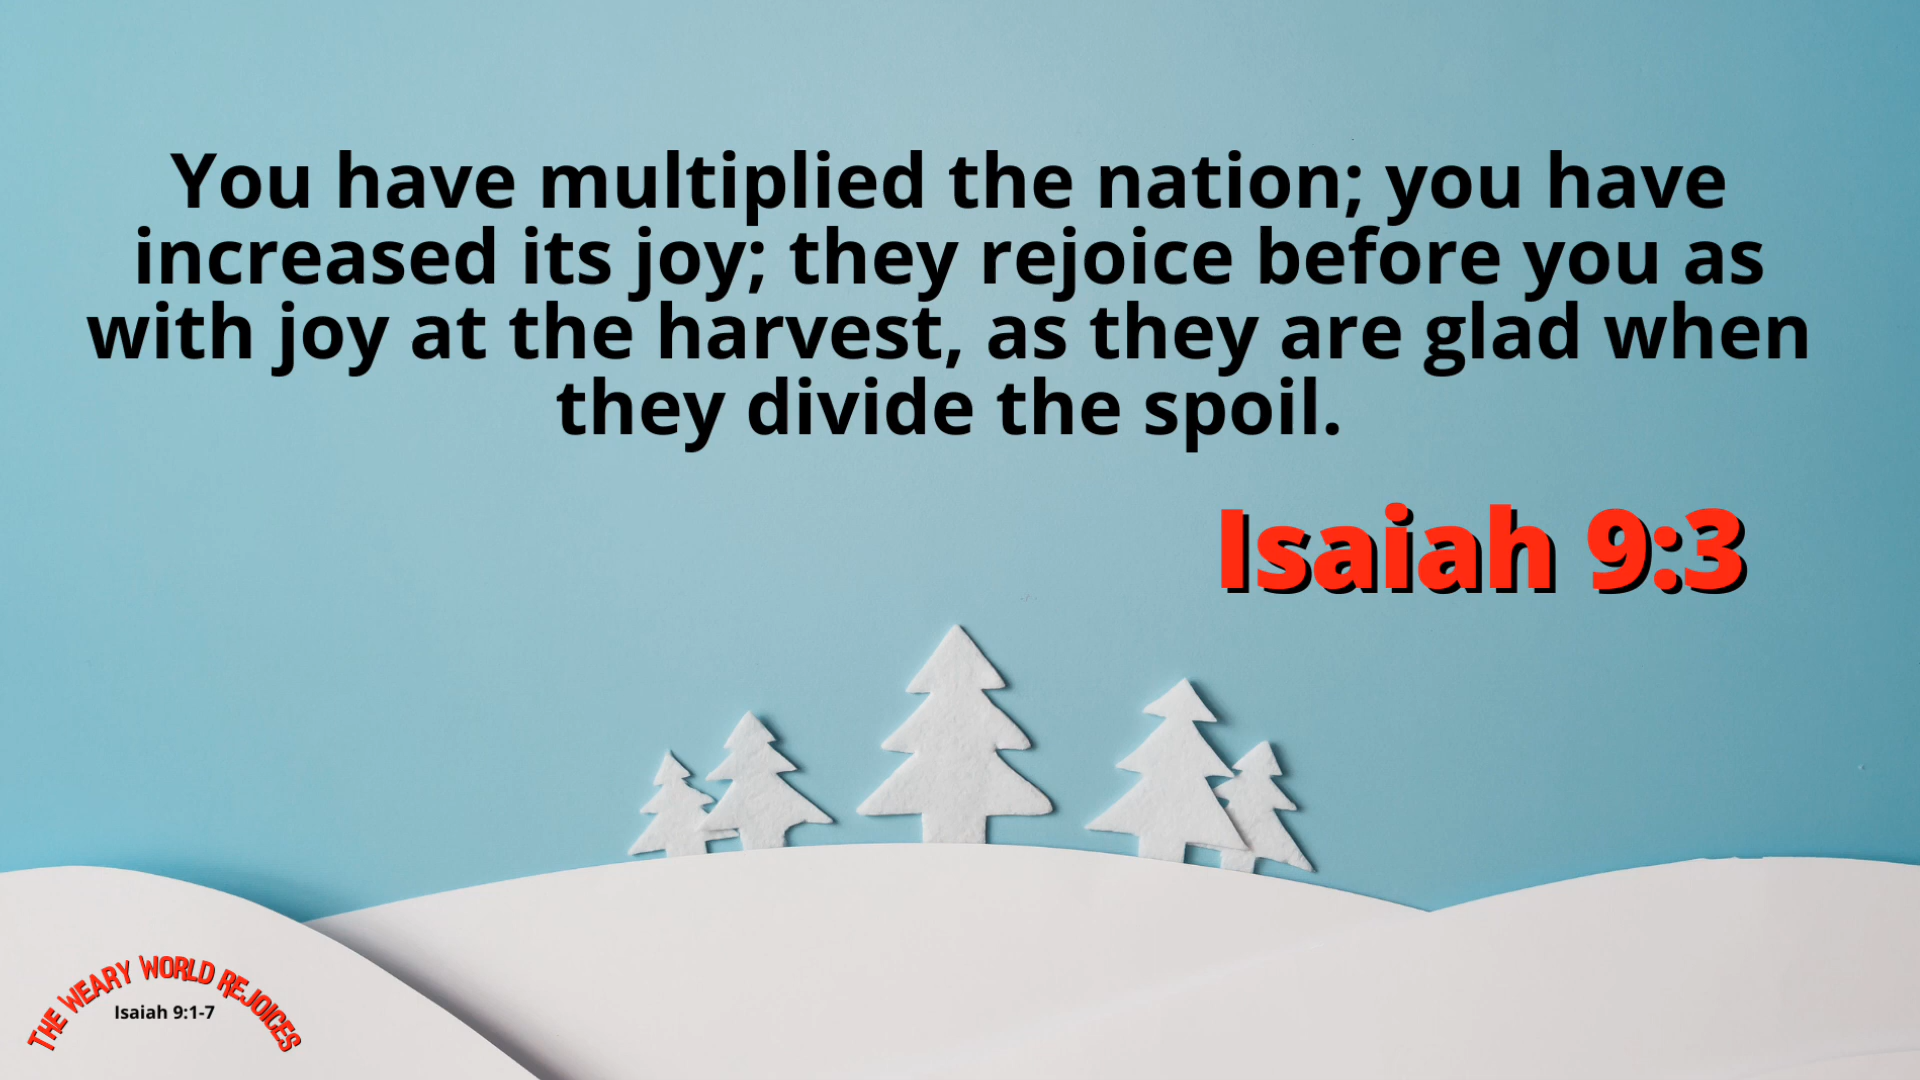 You have multiplied the nation; you have
increased its joy; they rejoice before you as
with joy at the harvest, as they are glad when
they divide the spoil.
Isaiah 9:3
THE WEARY WORLD REJOICES
Isaiah 9:1-7